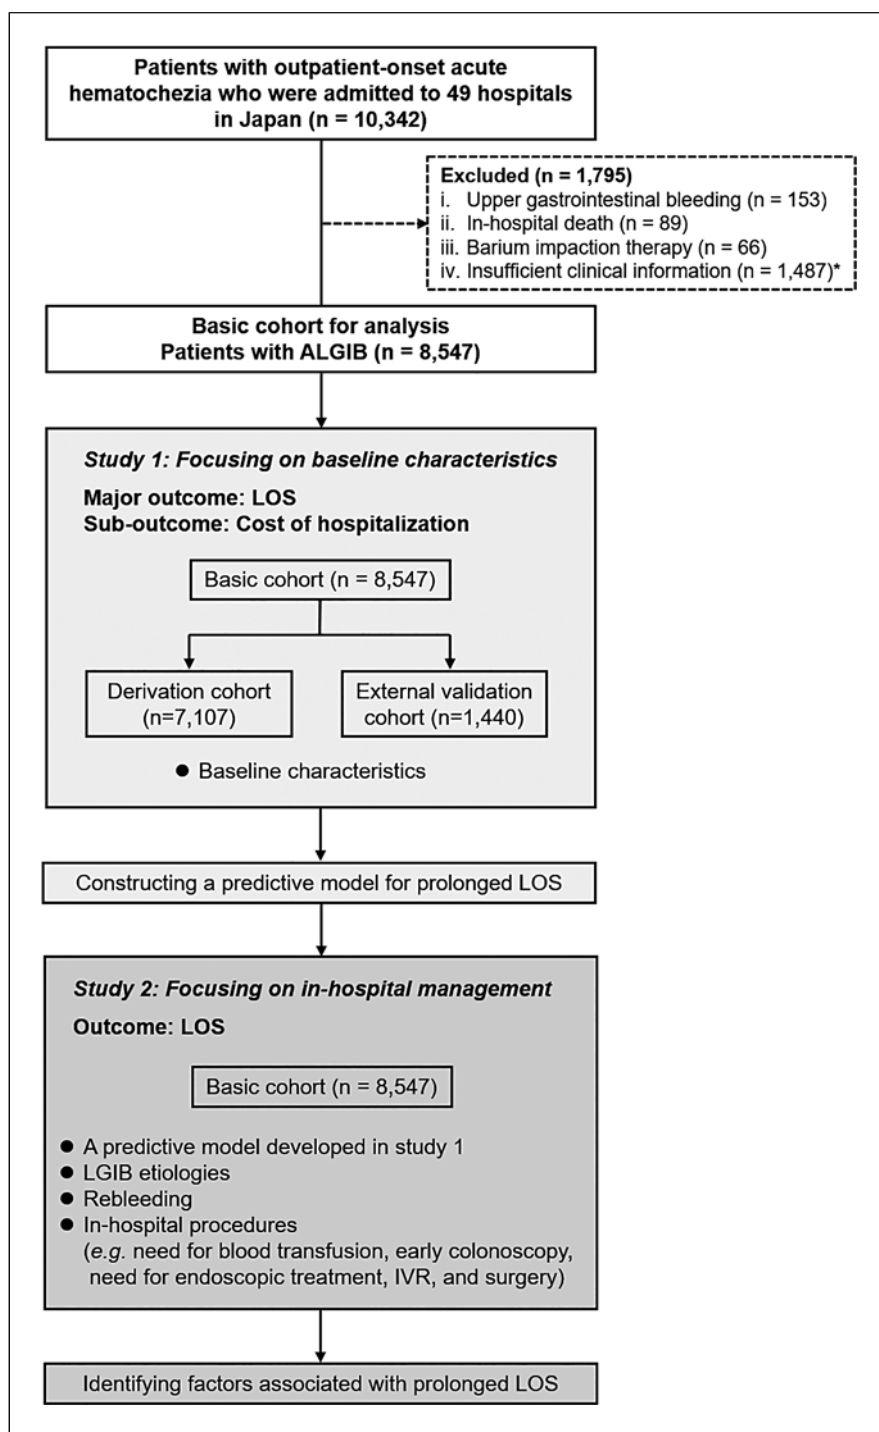 Patients with outpatient-onset acute
hematochezia who were admitted to 49 hospitals
in Japan (n = 10,342)
Excluded (n = 1,795)
i. Upper gastrointestinal bleeding (n = 153)
ii. In-hospital death (n = 89)
iii. Barium impaction therapy (n = 66)
iv. Insufficient clinical information (n = 1,487)*
Basic cohort for analysis
Patients with ALGIB (n = 8,547)
Study 1: Focusing on baseline characteristics
Major outcome: LOS
Sub-outcome: Cost of hospitalization
Basic cohort (n = 8,547)
Derivation cohort
(n=7,107)
External validation
cohort (n=1,440)
● Baseline characteristics
Constructing a predictive model for prolonged LOS
Study 2: Focusing on in-hospital management
Outcome: LOS
Basic cohort (n = 8,547)
● A predictive model developed in study 1
● LGIB etiologies
● Rebleeding
● In-hospital procedures
(e.g. need for blood transfusion, early colonoscopy,
need for endoscopic treatment, IVR, and surgery)
Identifying factors associated with prolonged LOS